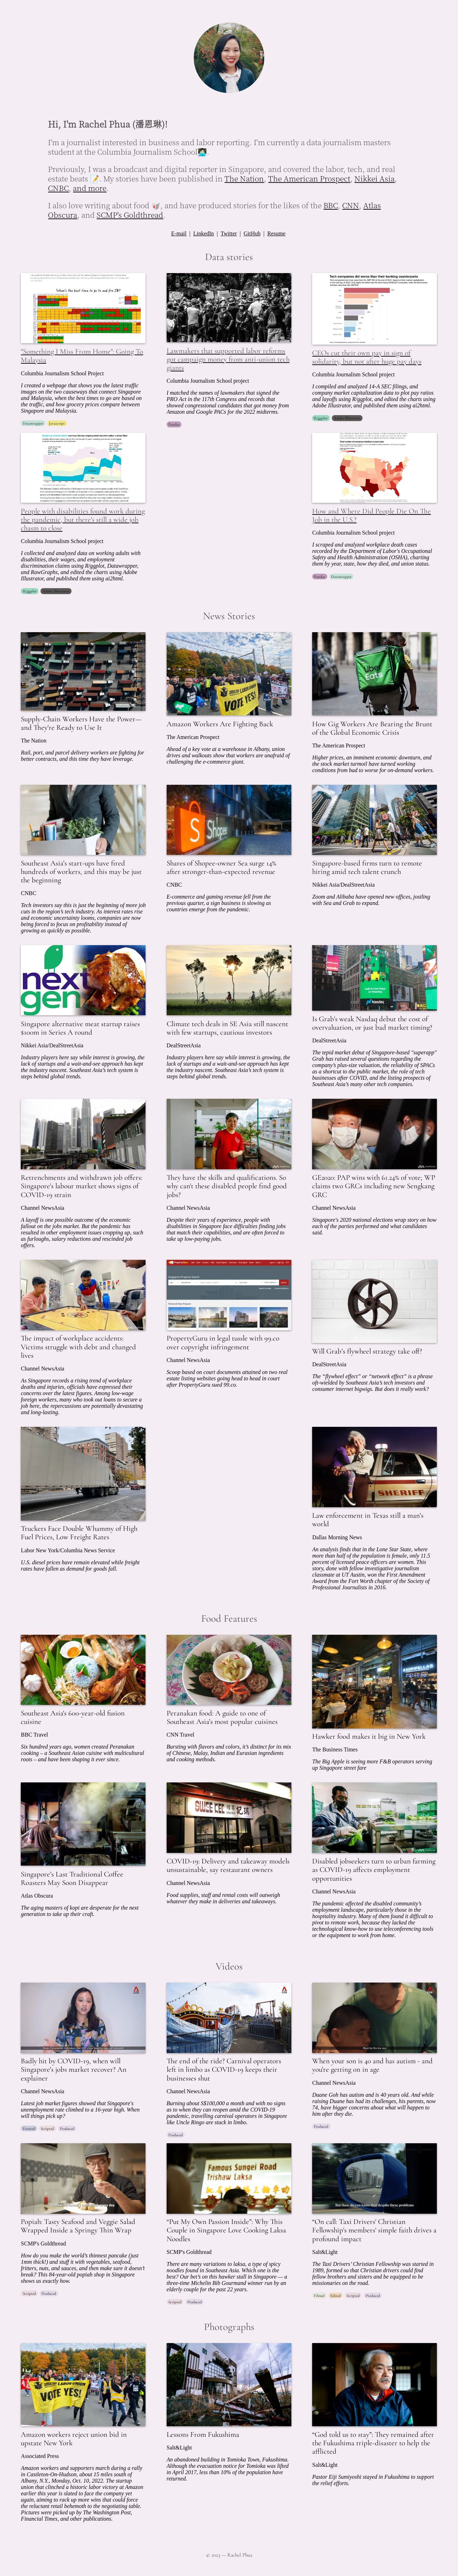 Hi, I'm Rachel Phua (潘恩琳)!
I'm a journalist interested in business and labor reporting. I'm currently a data journalism masters
student at the Columbia Journalism School👩🏻‍💻
Previously, I was a broadcast and digital reporter in Singapore, and covered the labor, tech, and real
estate beats 📝. My stories have been published in The Nation, The American Prospect, Nikkei Asia,
CNBC, and more.
I also love writing about food 🥡, and have produced stories for the likes of the BBC, CNN, Atlas
Obscura, and SCMP's Goldthread.
E-mail | LinkedIn | Twitter | GitHub | Resume
Data stories
"Something I Miss From Home": Going To
Malaysia
Columbia Journalism School Project
I created a webpage that shows you the latest traffic
images on the two causeways that connect Singapore
and Malaysia, when the best times to go are based on
the traffic, and how grocery prices compare between
Singapore and Malaysia.
Datawrapper Javascript
Lawmakers that supported labor reforms
got campaign money from anti-union tech
giants
Columbia Journalism School project
I matched the names of lawmakers that signed the
PRO Act in the 117th Congress and records that
showed congressional candidates who got money from
Amazon and Google PACs for the 2022 midterms.
Pandas
Tech companies did worse than their working counterparts
CEOs cut their own pay in sign of
solidarity, but not after huge pay days
Columbia Journalism School project
I compiled and analyzed 14-A SEC filings, and
company market capitalization data to plot pay ratios
and layoffs using R/ggplot, and edited the charts using
Adobe Illustrator, and published them using ai2html.
R/ggplot Adobe Illustrator
People with disabilities found work during
the pandemic, but there's still a wide job
chasm to close
Columbia Journalism School project
I collected and analyzed data on working adults with
disabilities, their wages, and employment
discrimination claims using R/ggplot, Datawrapper,
and RawGraphs, and edited the charts using Adobe
Illustrator, and published them using ai2html.
R/ggplot Adobe Illustrator
How and Where Did People Die On The
Job in the U.S.?
Columbia Journalism School project
I scraped and analyzed workplace death cases
recorded by the Department of Labor's Occupational
Safety and Health Administration (OSHA), charting
them by year, state, how they died, and union status.
Pandas Datawrapper
News Stories
Supply-Chain Workers Have the Power—
and They're Ready to Use It
The Nation
Rail, port, and parcel delivery workers are fighting for
better contracts, and this time they have leverage.
VOTE YES!
Amazon Workers Are Fighting Back
The American Prospect
Ahead of a key vote at a warehouse in Albany, union
drives and walkouts show that workers are unafraid of
challenging the e-commerce giant.
Uber
Eats
How Gig Workers Are Bearing the Brunt
of the Global Economic Crisis
The American Prospect
Higher prices, an imminent economic downturn, and
the stock market turmoil have turned working
conditions from bad to worse for on-demand workers.
Southeast Asia's start-ups have fired
hundreds of workers, and this may be just
the beginning
CNBC
Tech investors say this is just the beginning of more job
cuts in the region's tech industry. As interest rates rise
and economic uncertainty looms, companies are now
being forced to focus on profitability instead of
growing as quickly as possible.
Shares of Shopee-owner Sea surge 14%
after stronger-than-expected revenue
CNBC
E-commerce and gaming revenue fell from the
previous quarter, a sign business is slowing as
countries emerge from the pandemic.
Singapore-based firms turn to remote
hiring amid tech talent crunch
Nikkei Asia/DealStreetAsia
Zoom and Alibaba have opened new offices, jostling
with Sea and Grab to expand.
next
gen
Singapore alternative meat startup raises
$100m in Series A round
Nikkei Asia/DealStreetAsia
Industry players here say while interest is growing, the
lack of startups and a wait-and-see approach has kept
the industry nascent. Southeast Asia's tech system is
steps behind global trends.
Climate tech deals in SE Asia still nascent
with few startups, cautious investors
DealStreetAsia
Industry players here say while interest is growing, the
lack of startups and a wait-and-see approach has kept
the industry nascent. Southeast Asia's tech system is
steps behind global trends.
Is Grab's weak Nasdaq debut the cost of
overvaluation, or just bad market timing?
DealStreetAsia
The tepid market debut of Singapore-based "superapp"
Grab has raised several questions regarding the
company's plus-size valuation, the reliability of SPACs
as a shortcut to the public market, the role of tech
businesses after COVID, and the listing prospects of
Southeast Asia's many other tech companies.
Retrenchments and withdrawn job offers:
Singapore's labour market shows signs of
COVID-19 strain
Channel NewsAsia
A layoff is one possible outcome of the economic
fallout on the jobs market. But the pandemic has
resulted in other employment issues cropping up, such
as furloughs, salary reductions and rescinded job
offers.
They have the skills and qualifications. So
why can't these disabled people find good
jobs?
Channel NewsAsia
Despite their years of experience, people with
disabilities in Singapore face difficulties finding jobs
that match their capabilities, and are often forced to
take up low-paying jobs.
GE2020: PAP wins with 61.24% of vote; WP
claims two GRCs including new Sengkang
GRC
Channel NewsAsia
Singapore's 2020 national elections wrap story on how
each of the parties performed and what candidates
said.
The impact of workplace accidents:
Victims struggle with debt and changed
lives
Channel NewsAsia
As Singapore records a rising trend of workplace
deaths and injuries, officials have expressed their
concerns over the latest figures. Among low-wage
foreign workers, many who took out loans to secure a
job here, the repercussions are potentially devastating
and long-lasting.
PropertyGuru in legal tussle with 99.co
over copyright infringement
Channel NewsAsia
Scoop based on court documents attained on two real
estate listing websites going head to head in court
after PropertyGuru sued 99.co.
Will Grab's flywheel strategy take off?
DealStreetAsia
The "flywheel effect" or "network effect" is a phrase
oft-wielded by Southeast Asia's tech investors and
consumer internet bigwigs. But does it really work?
Truckers Face Double Whammy of High
Fuel Prices, Low Freight Rates
Labor New York/Columbia News Service
U.S. diesel prices have remain elevated while freight
rates have fallen as demand for goods fall.
SHERIFF
Law enforcement in Texas still a man's
world
Dallas Morning News
An analysis finds that in the Lone Star State, where
more than half of the population is female, only 11.5
percent of licensed peace officers are women. This
story, done with fellow investigative journalism
classmate at UT Austin, won the First Amendment
Award from the Fort Worth chapter of the Society of
Professional Journalists in 2016.
Food Features
Southeast Asia's 600-year-old fusion
cuisine
BBC Travel
Six hundred years ago, women created Peranakan
cooking – a Southeast Asian cuisine with multicultural
roots – and have been shaping it ever since.
Peranakan food: A guide to one of
Southeast Asia's most popular cuisines
CNN Travel
Bursting with flavors and colors, it's distinct for its mix
of Chinese, Malay, Indian and Eurasian ingredients
and cooking methods.
Hawker food makes it big in New York
The Business Times
The Big Apple is seeing more F&B operators serving
up Singapore street fare
Singapore's Last Traditional Coffee
Roasters May Soon Disappear
Atlas Obscura
The aging masters of kopi are desperate for the next
generation to take up their craft.
COVID-19: Delivery and takeaway models
unsustainable, say restaurant owners
Channel NewsAsia
Food supplies, staff and rental costs will outweigh
whatever they make in deliveries and takeaways.
Disabled jobseekers turn to urban farming
as COVID-19 affects employment
opportunities
Channel NewsAsia
The pandemic affected the disabled community's
employment landscape, particularly those in the
hospitality industry. Many of them found it difficult to
pivot to remote work, because they lacked the
technological know-how to use teleconferencing tools
or the equipment to work from home.
Videos
Badly hit by COVID-19, when will
Singapore's jobs market recover? An
explainer
Channel NewsAsia
Latest job market figures showed that Singapore's
unemployment rate climbed to a 16-year high. When
will things pick up?
Scripted Produced
The end of the ride? Carnival operators
left in limbo as COVID-19 keeps their
businesses shut
Channel NewsAsia
Burning about S$100,000 a month and with no signs
as to when they can reopen amid the COVID-19
pandemic, travelling carnival operators in Singapore
like Uncle Ringo are stuck in limbo.
Produced
When your son is 40 and has autism - and
you're getting on in age
Channel NewsAsia
Duane Goh has autism and is 40 years old. And while
raising Duane has had its challenges, his parents, now
74, have bigger concerns about what will happen to
him after they die.
Produced
Popiah: Tasty Seafood and Veggie Salad
Wrapped Inside a Springy Thin Wrap
SCMP's Goldthread
How do you make the world's thinnest pancake (just
1mm thick!) and stuff it with vegetables, seafood,
fritters, nuts, and sauces, and then make sure it doesn't
break? This 84-year-old popiah shop in Singapore
shows us exactly how.
Scripted Produced
Famous Sungei Road
Trishaw Laksa
"Put My Own Passion Inside": Why This
Couple in Singapore Love Cooking Laksa
Noodles
SCMP's Goldthread
There are many variations to laksa, a type of spicy
noodles found in Southeast Asia. Which one is the
best? Our bet's on this hawker stall in Singapore — a
three-time Michelin Bib Gourmand winner run by an
elderly couple for the past 22 years.
Scripted Produced
"On call: Taxi Drivers' Christian
Fellowship's members' simple faith drives a
profound impact
Salt&Light
The Taxi Drivers' Christian Fellowship was started in
1989, formed so that Christian drivers could find
fellow brothers and sisters and be equipped to be
missionaries on the road.
Filmed Edited Scripted Produced
Photographs
VOTE YES!
Amazon workers reject union bid in
upstate New York
Associated Press
Amazon workers and supporters march during a rally
in Castleton-On-Hudson, about 15 miles south of
Albany, N.Y., Monday, Oct. 10, 2022. The startup
union that clinched a historic labor victory at Amazon
earlier this year is slated to face the company yet
again, aiming to rack up more wins that could force
the reluctant retail behemoth to the negotiating table.
Pictures were picked up by The Washington Post,
Financial Times, and other publications.
Lessons From Fukushima
Salt&Light
An abandoned building in Tomioka Town, Fukushima.
Although the evacuation notice for Tomioka was lifted
in April 2017, less than 10% of the population have
returned.
"God told us to stay": They remained after
the Fukushima triple-disaster to help the
afflicted
Salt&Light
Pastor Eiji Sumiyoshi stayed in Fukushima to support
the relief efforts.
© 2023 — Rachel Phua